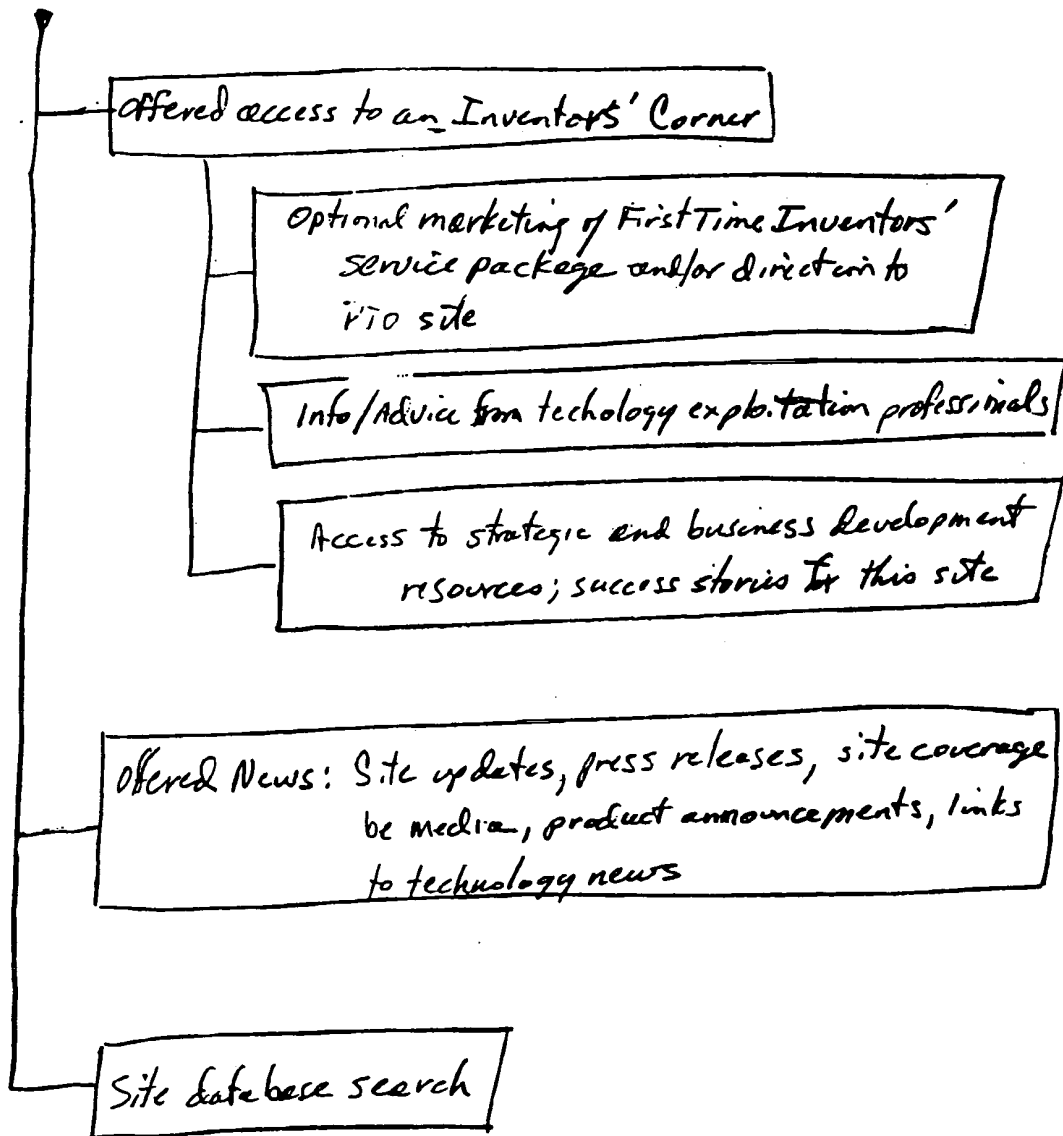 Offered access to an Inventors' Corner
Optional marketing of First Time Inventors'
service package and/or direction to
PTO site
Info/Advice from techology exploitation professionals
Access to strategic and business development
resources; success stories for this site
Offered News: Site updates, press releases, site coverage
be media, product announcements, links
to technology news
Site database search